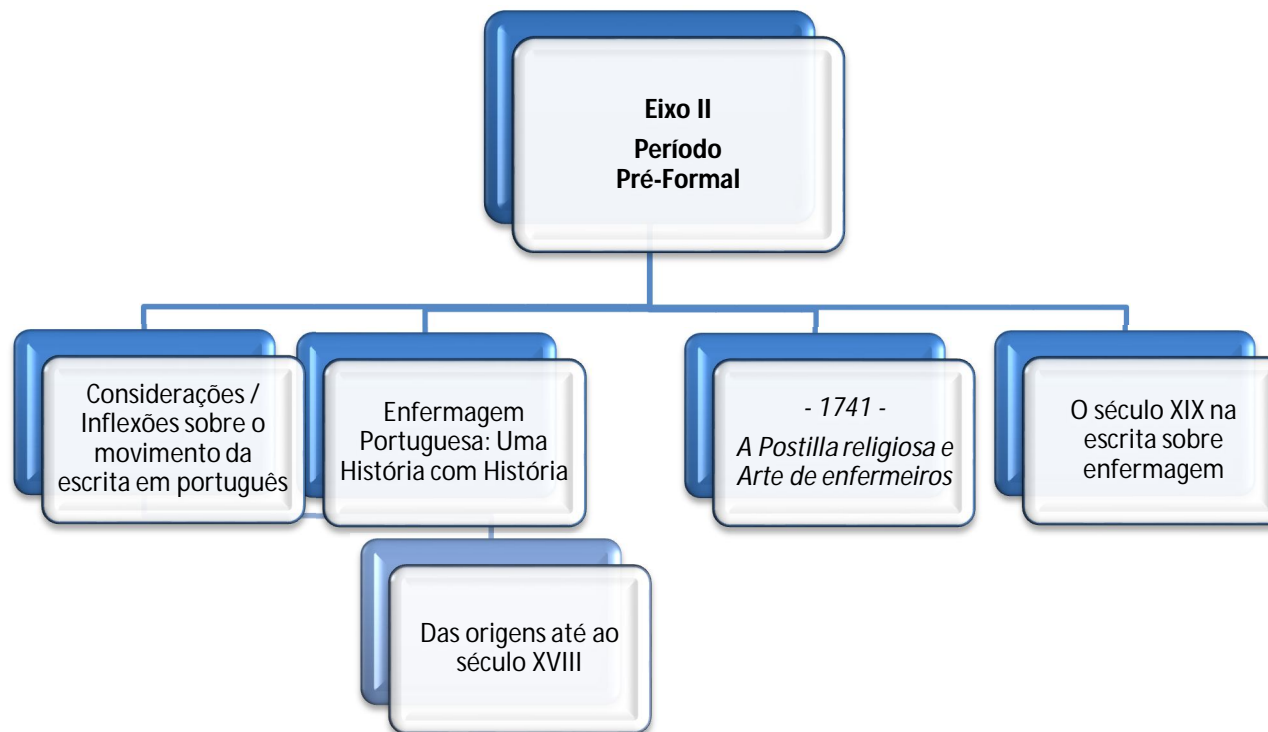 Eixo II
Período
Pré-Formal
Considerações /
Inflexões sobre o
movimento da
escrita em português
Enfermagem
Portuguesa: Uma
História com História
- 1741 -
A Postilla religiosa e
Arte de enfermeiros
O século XIX na
escrita sobre
enfermagem
Das origens até ao
século XVIII